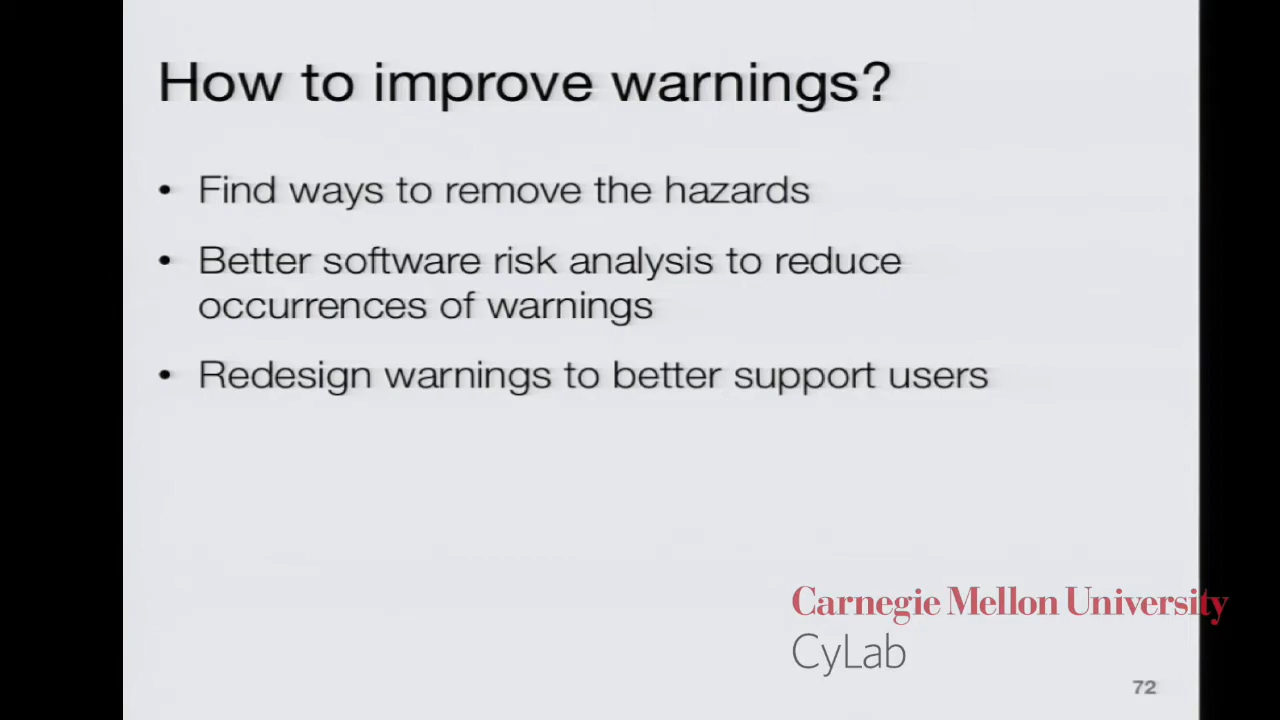 How to improve warnings?
• Find ways to remove the hazards
• Better software risk analysis to reduce
occurrences of warnings
• Redesign warnings to better support users
Carnegie Mellon University
CyLab
72